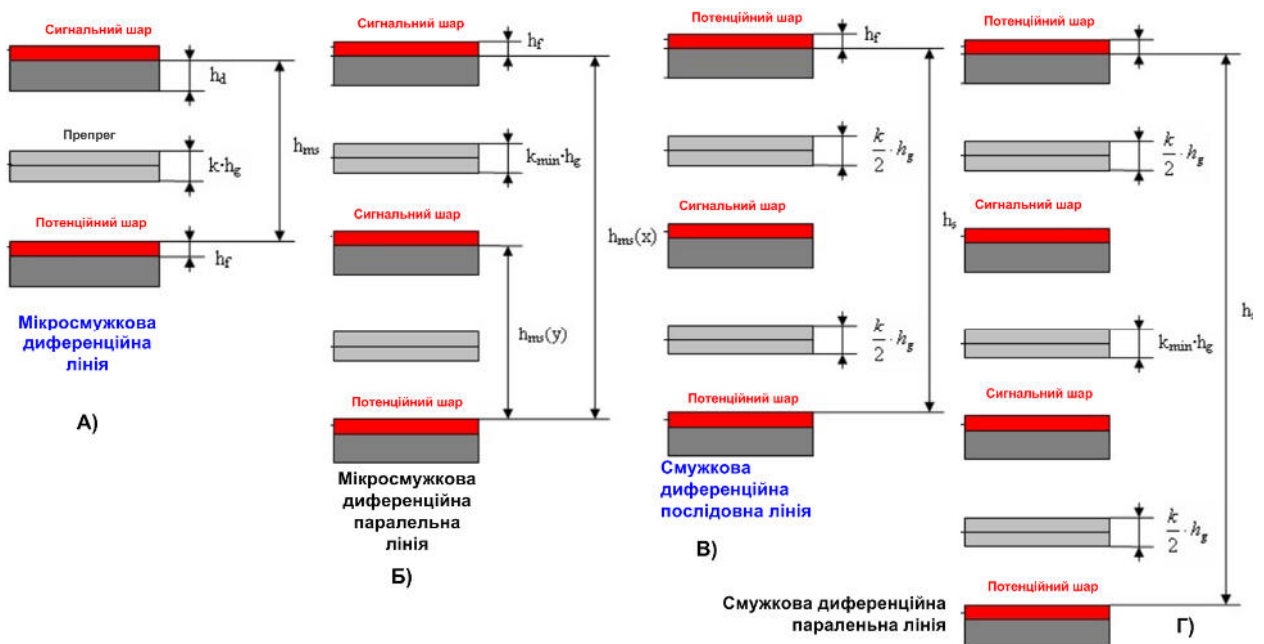 Сигнальний шар
h_d
Препрег
k·h_g
h_ms
Потенційний шар
h_f
Мікросмужкова
диференційна
лінія
А)
Сигнальний шар
h_f
k_min·h_g
Сигнальний шар
h_ms(x)
h_ms(y)
Потенційний шар
Мікросмужкова
диференційна
паралельна
лінія
Б)
Потенційний шар
h_f
k/2 · h_g
Сигнальний шар
h_s
k/2 · h_g
Потенційний шар
Смужкова
диференційна
послідовна лінія
В)
Потенційний шар
k/2 · h_g
Сигнальний шар
k_min·h_g
Сигнальний шар
k/2 · h_g
Потенційний шар
Смужкова диференційна
параленьна лінія
Г)